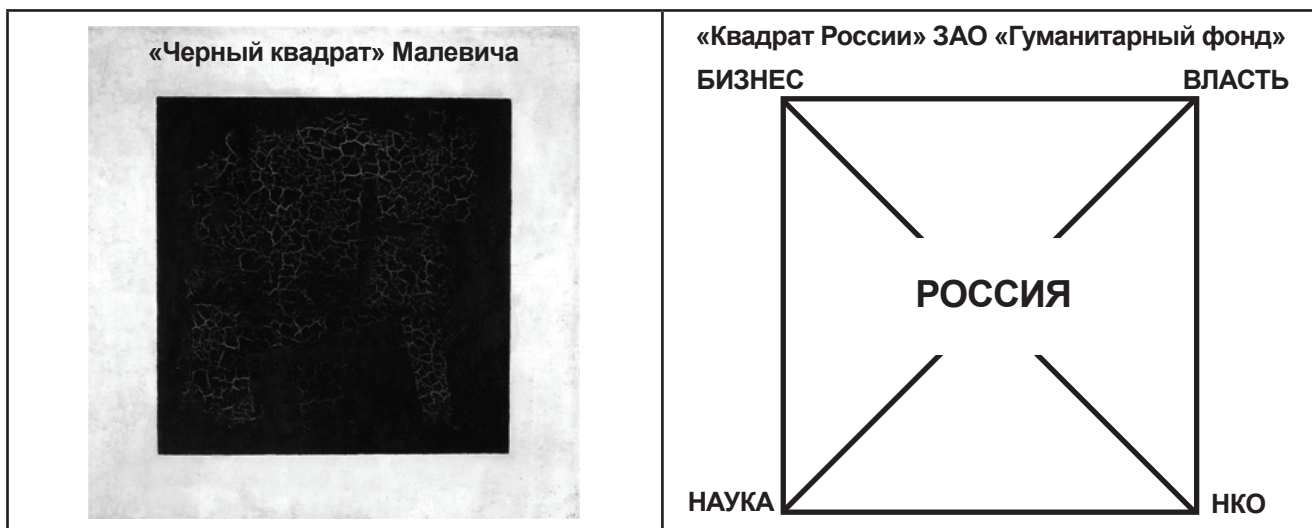 «Черный квадрат» Малевича
«Квадрат России» ЗАО «Гуманитарный фонд»
БИЗНЕС
ВЛАСТЬ
РОССИЯ
НАУКА
НКО